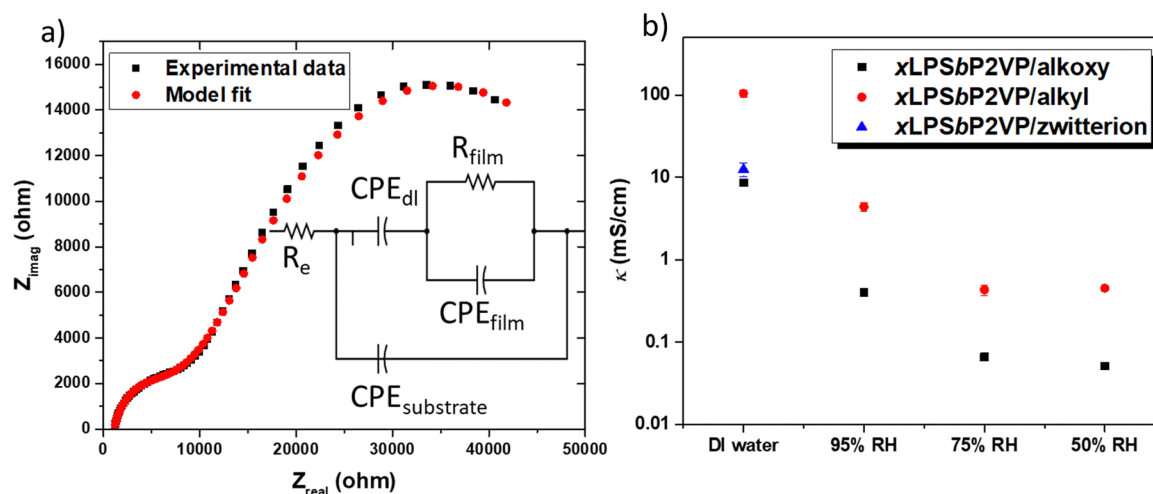 a)
Experimental data
Model fit
16000
14000
12000
10000
8000
6000
4000
2000
0
Z_imag (ohm)
R_film
CPE_dl
R_e
CPE_film
CPE_substrate
0
10000
20000
30000
40000
50000
Z_real (ohm)
b)
xLPSbP2VP/alkoxy
xLPSbP2VP/alkyl
xLPSbP2VP/zwitterion
100
10
1
0.1
0.01
κ (mS/cm)
DI water
95% RH
75% RH
50% RH